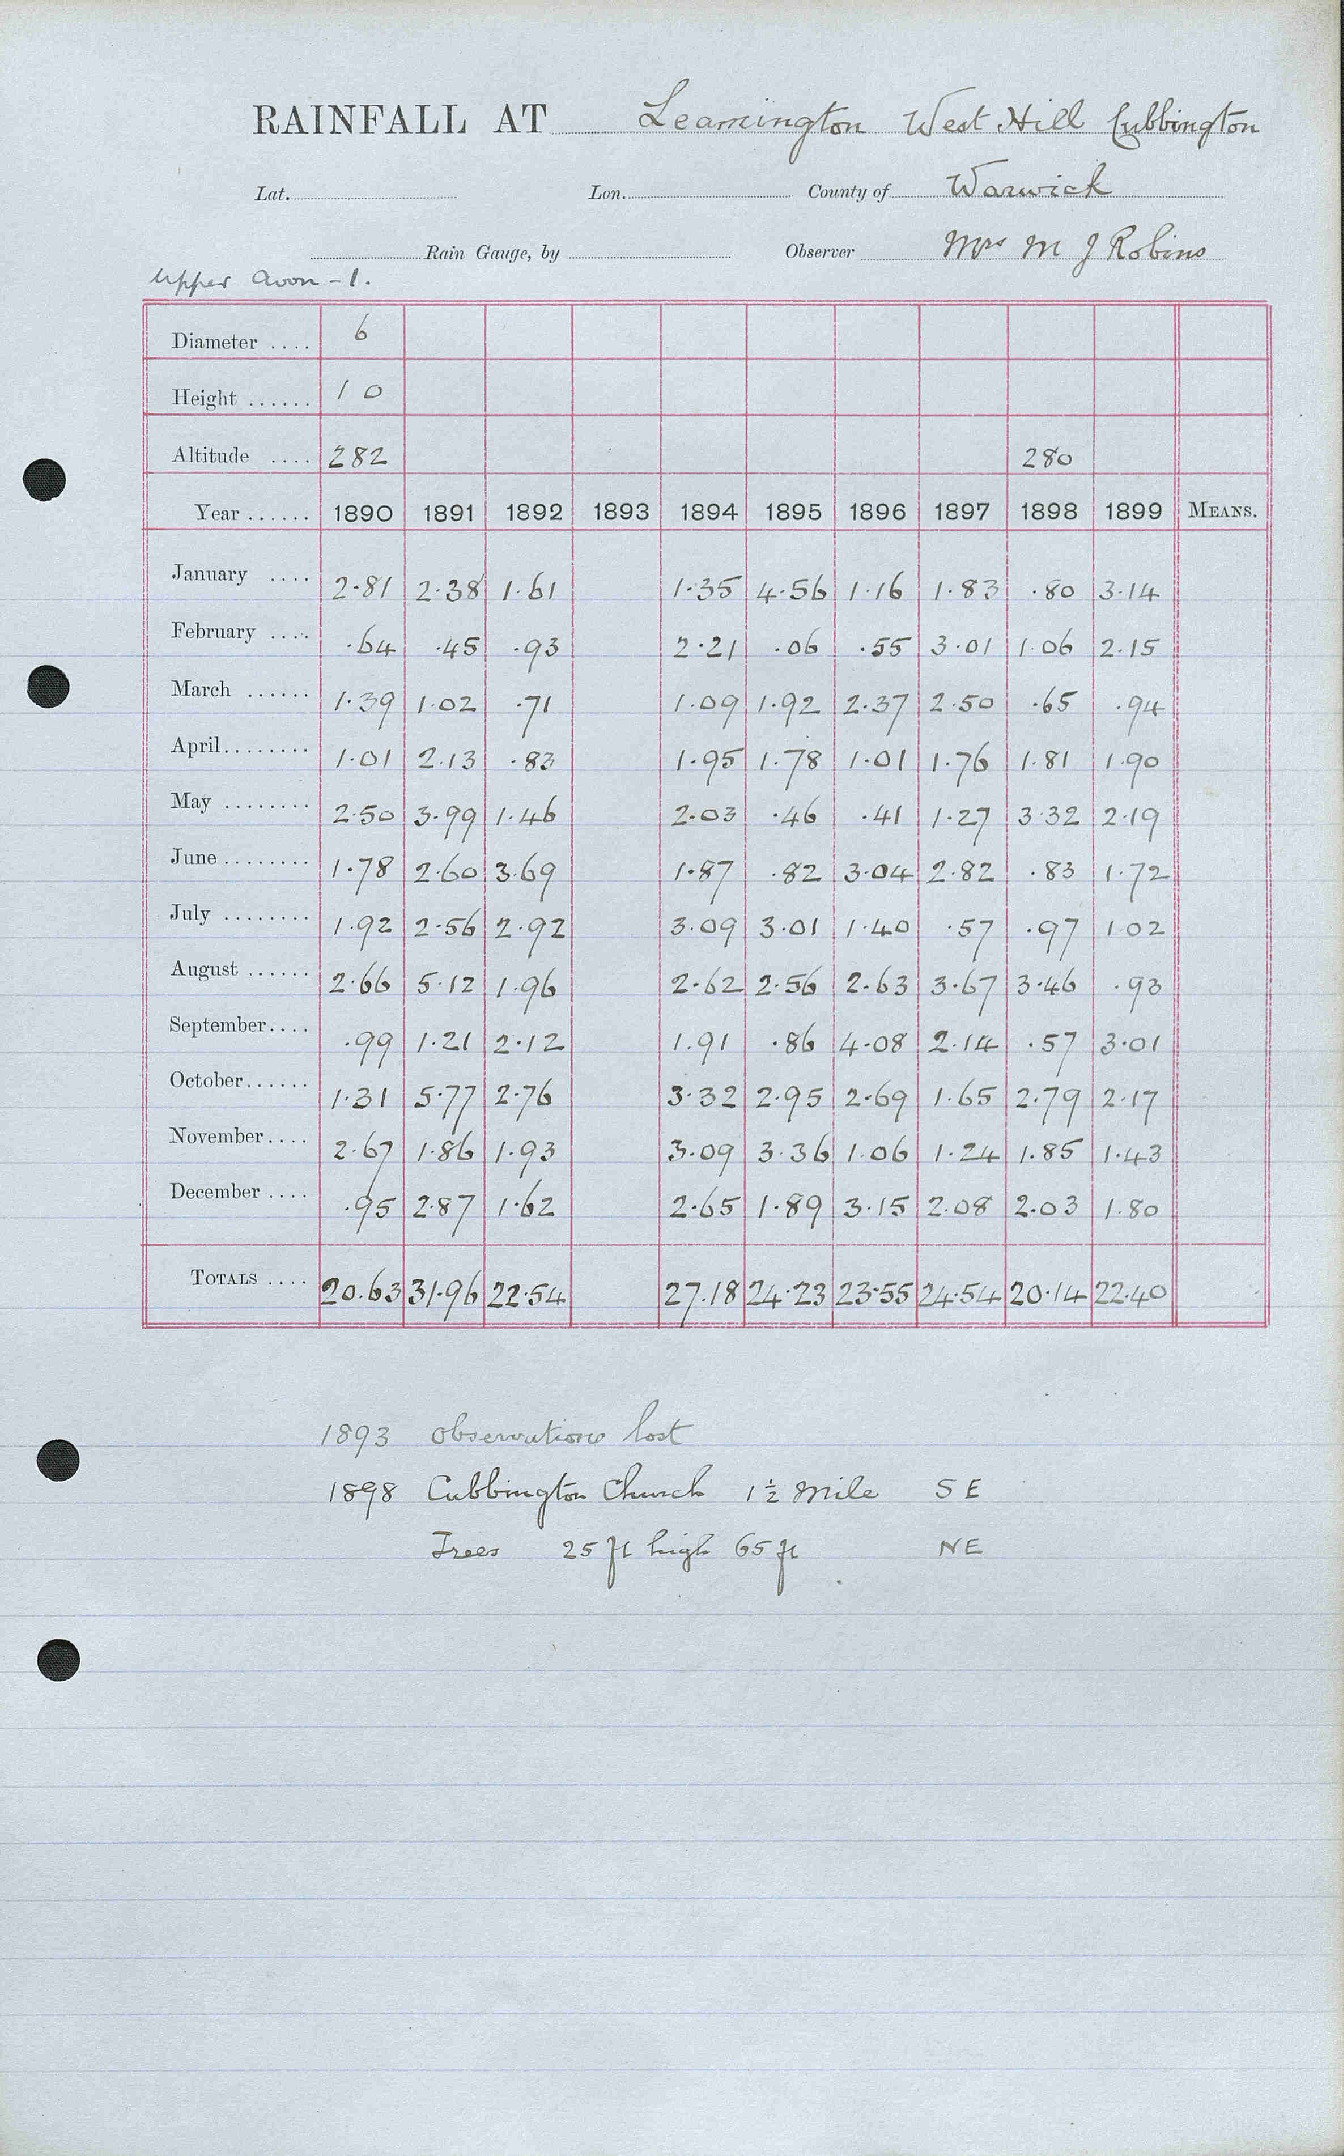 RAINFALL AT Leamington West Hill Cubbington
Lat. Lon. County of Warwick
Rain Gauge, by Observer Mrs M J Robins
Upper Avon - 1.
Diameter .... 6
Height ...... 10
Altitude .... 282 280
Year ...... 1890 1891 1892 1893 1894 1895 1896 1897 1898 1899 MEANS.
January .... 2.81 2.38 1.61 1.35 4.56 1.16 1.83 .80 3.14
February .... .64 .45 .93 2.21 .06 .55 3.01 1.06 2.15
March ...... 1.39 1.02 .71 1.09 1.92 2.37 2.50 .65 .94
April........ 1.01 2.13 .83 1.95 1.78 1.01 1.76 1.81 1.90
May ........ 2.50 3.99 1.46 2.03 .46 .41 1.27 3.32 2.19
June ........ 1.78 2.60 3.69 1.87 .82 3.04 2.82 .83 1.72
July ........ 1.92 2.56 2.92 3.09 3.01 1.40 .57 .97 1.02
August ...... 2.66 5.12 1.96 2.62 2.56 2.63 3.67 3.46 .93
September.... .99 1.21 2.12 1.91 .86 4.08 2.14 .57 3.01
October...... 1.31 5.77 2.76 3.32 2.95 2.69 1.65 2.79 2.17
November.... 2.67 1.86 1.93 3.09 3.36 1.06 1.24 1.85 1.43
December .... .95 2.87 1.62 2.65 1.89 3.15 2.08 2.03 1.80
TOTALS .... 20.63 31.96 22.54 27.18 24.23 23.55 24.54 20.14 22.40
1893 observations lost
1898 Cubbington Church 1½ mile SE
Trees 25 ft high 65 ft NE